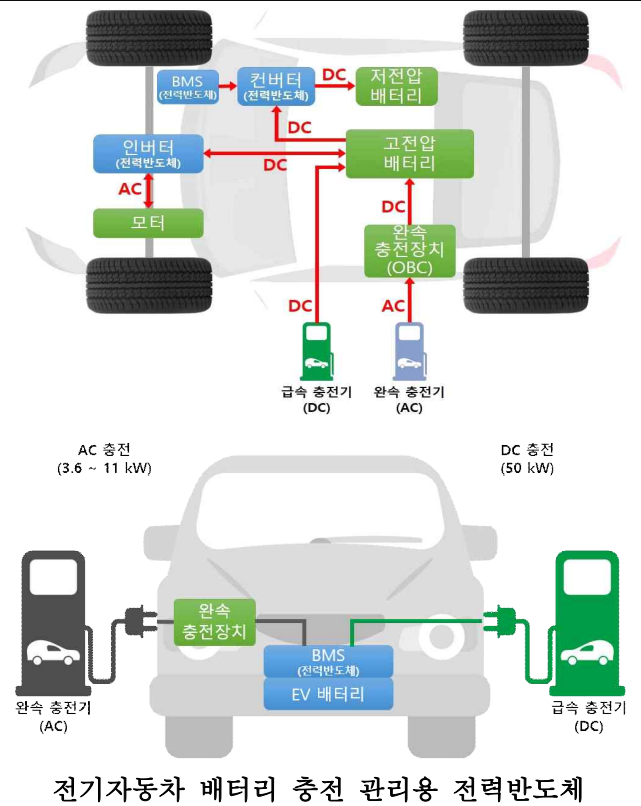 BMS
(전력반도체)
컨버터
(전력반도체)
DC
저전압
배터리
DC
인버터
(전력반도체)
DC
고전압
배터리
AC
모터
DC
완속
충전장치
(OBC)
DC
AC
급속 충전기
(DC)
완속 충전기
(AC)
AC 충전
(3.6 ~ 11 kW)
DC 충전
(50 kW)
완속
충전장치
BMS
(전력반도체)
EV 배터리
완속 충전기
(AC)
급속 충전기
(DC)
전기자동차 배터리 충전 관리용 전력반도체